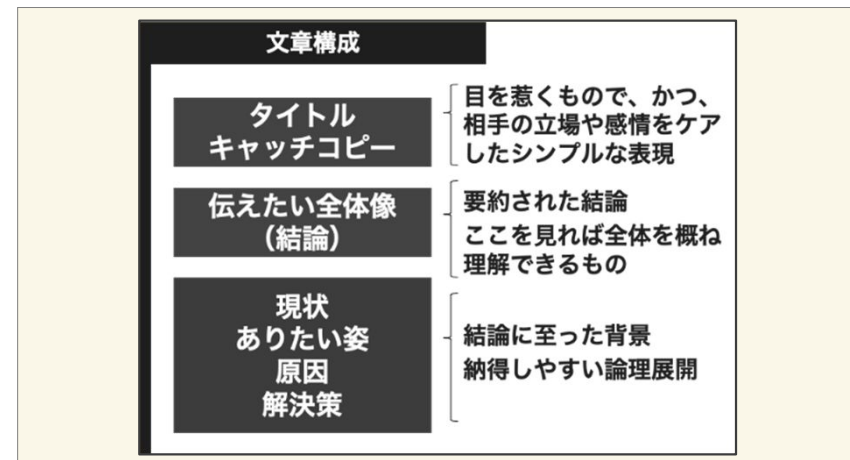 文章構成
タイトル
キャッチコピー
目を惹くもので、かつ、
相手の立場や感情をケア
したシンプルな表現
伝えたい全体像
（結論）
要約された結論
ここを見れば全体を概ね
理解できるもの
現状
ありたい姿
原因
解決策
結論に至った背景
納得しやすい論理展開